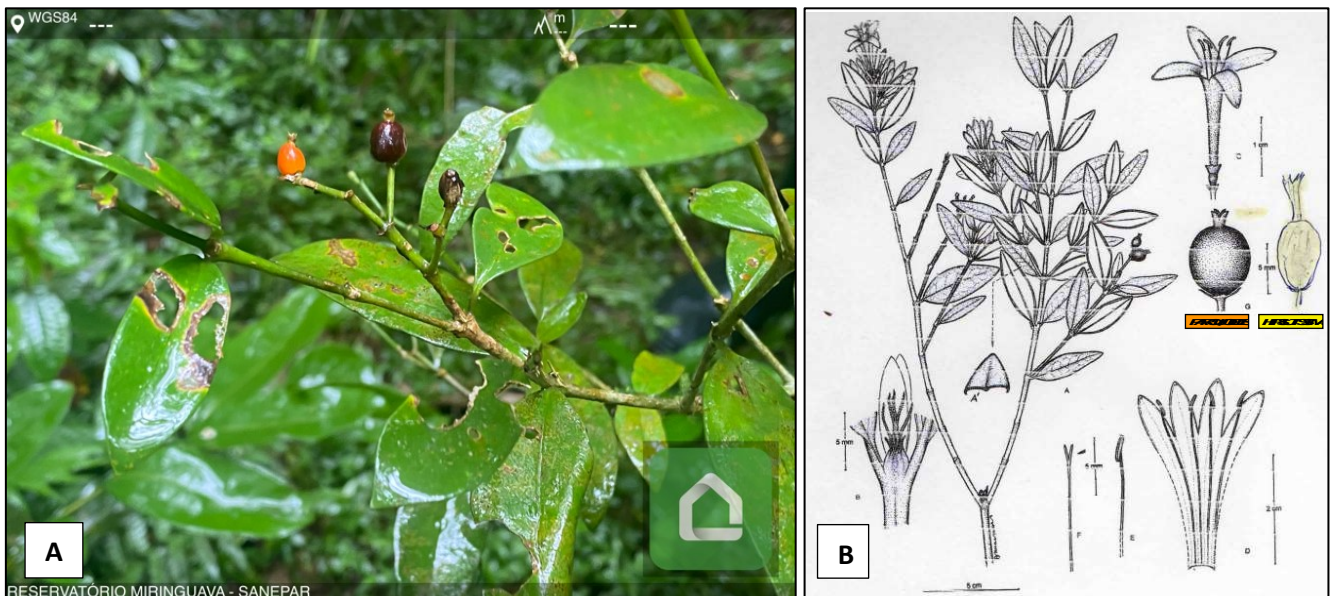 WGS84 ---
m
--- ---
A
RESERVATÓRIO MIRINGUAVA - SANEPAR
C
1 cm
5 mm
G
A'
A
5 mm
B
5 mm
F
E
2 cm
D
5 cm
B